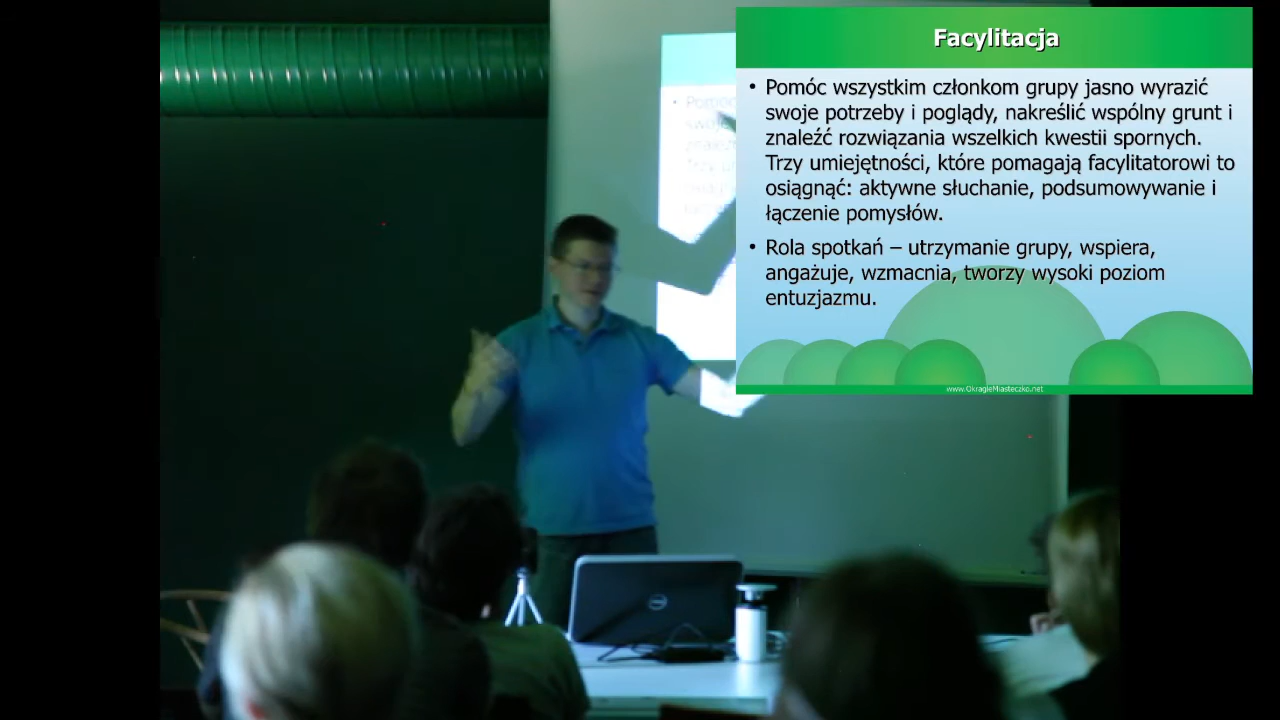 Facylitacja
• Pomóc wszystkim członkom grupy jasno wyrazić
swoje potrzeby i poglądy, nakreślić wspólny grunt i
znaleźć rozwiązania wszelkich kwestii spornych.
Trzy umiejętności, które pomagają facylitatorowi to
osiągnąć: aktywne słuchanie, podsumowywanie i
łączenie pomysłów.
• Rola spotkań – utrzymanie grupy, wspiera,
angażuje, wzmacnia, tworzy wysoki poziom
entuzjazmu.
www.OkragleMiasteczko.net
DELL